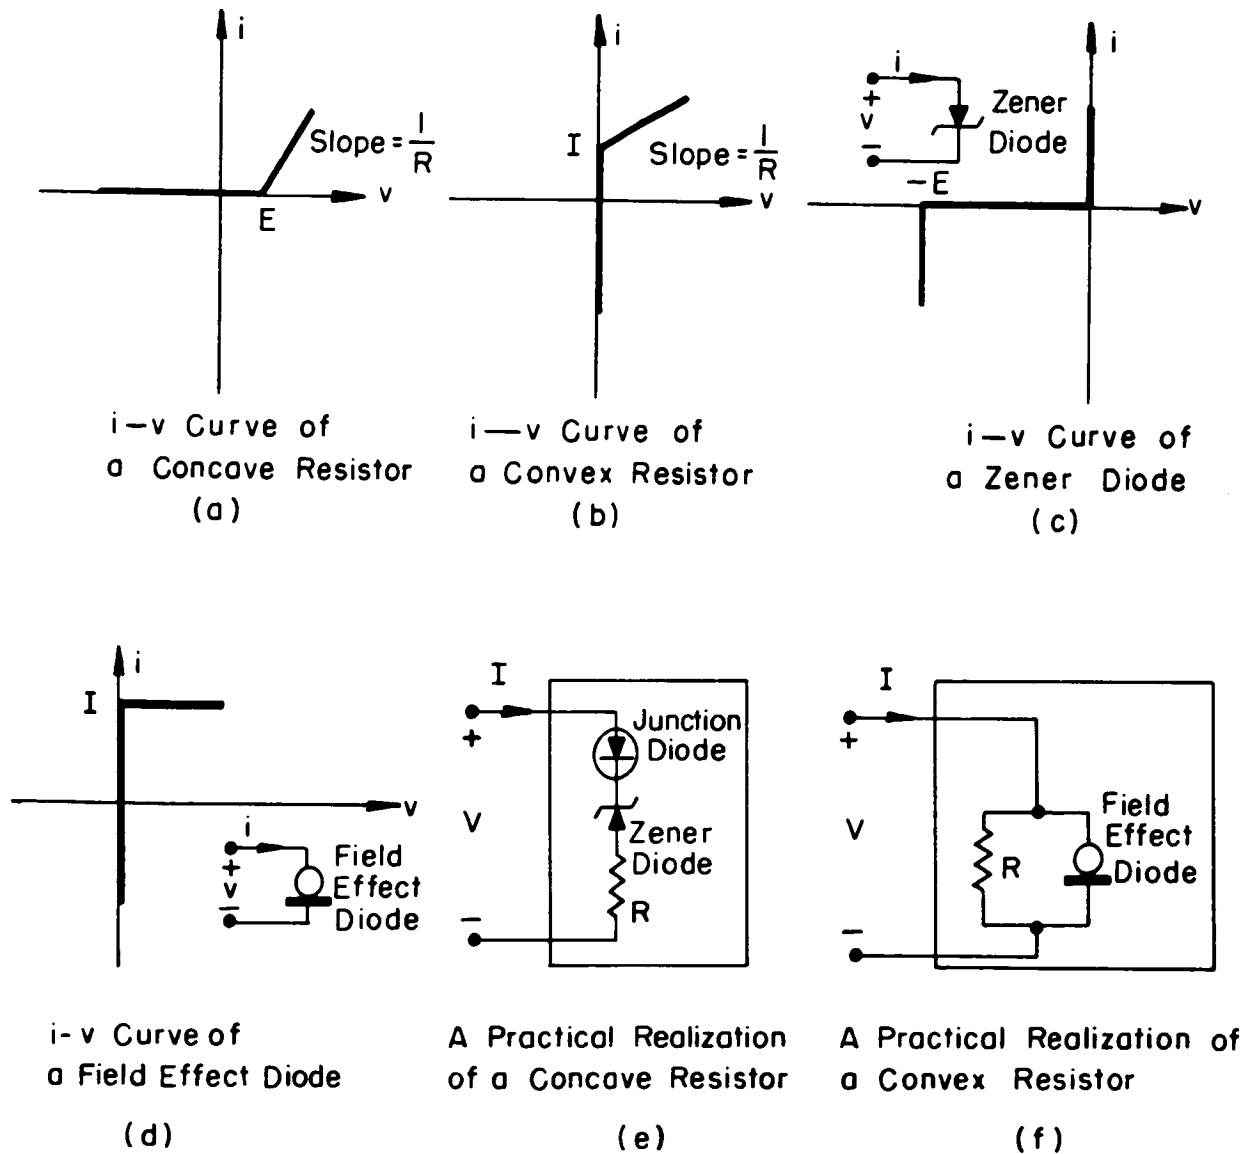 i
Slope = 1/R
E
v
i-v Curve of
a Concave Resistor
(a)
i
I
Slope = 1/R
v
i—v Curve of
a Convex Resistor
(b)
i
i
+
v
−
Zener
Diode
−E
v
i-v Curve of
a Zener Diode
(c)
i
I
v
i
+
v
−
Field
Effect
Diode
i-v Curve of
a Field Effect Diode
(d)
I
+
V
−
Junction
Diode
Zener
Diode
R
A Practical Realization
of a Concave Resistor
(e)
I
+
V
−
R
Field
Effect
Diode
A Practical Realization of
a Convex Resistor
(f)